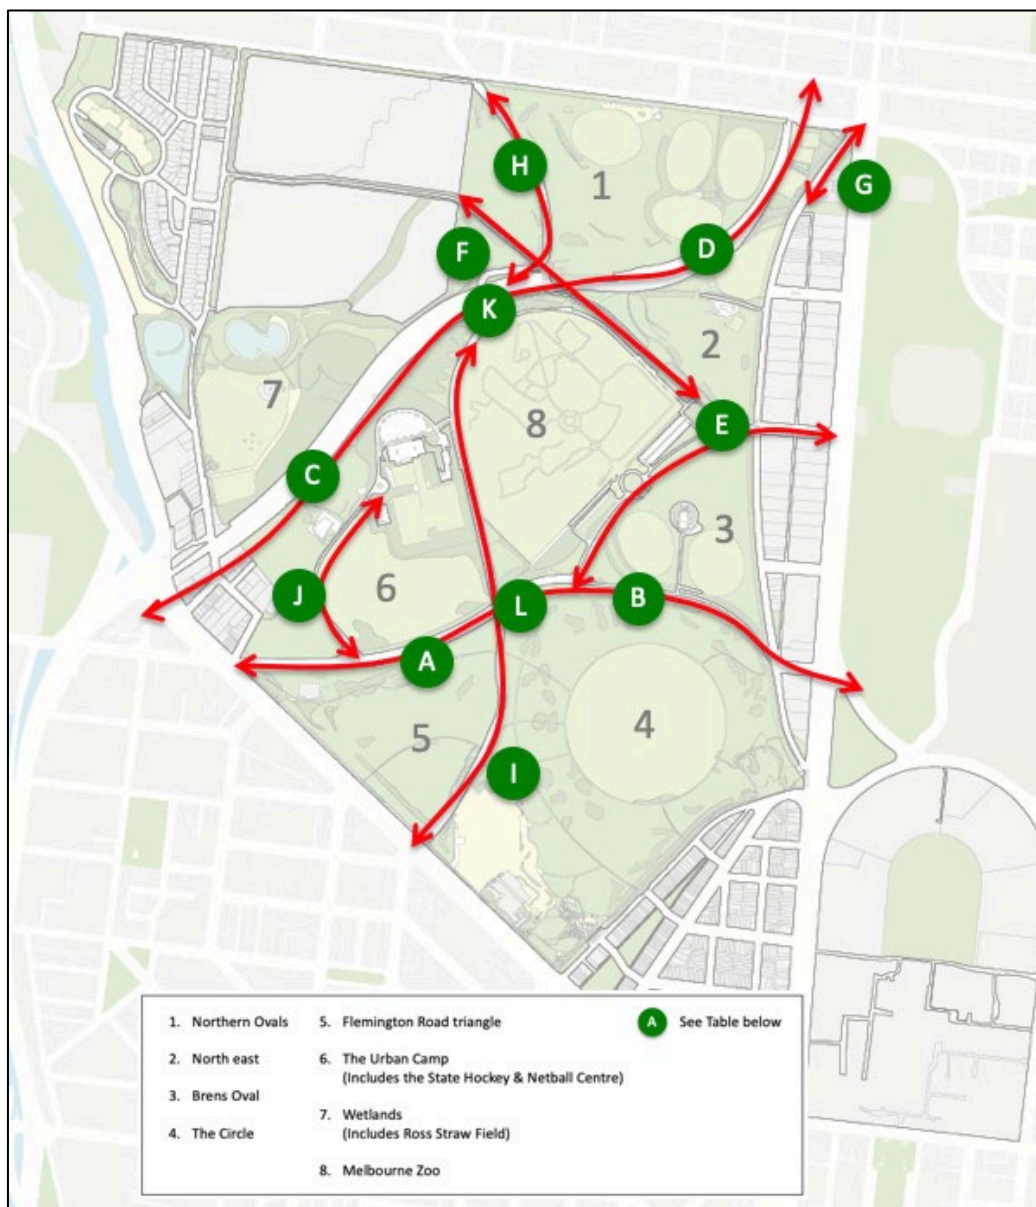 H
1
G
F
D
K
2
7
8
E
C
3
J
6
L
B
A
5
4
I
1. Northern Ovals
2. North east
3. Brens Oval
4. The Circle
5. Flemington Road triangle
6. The Urban Camp
(Includes the State Hockey & Netball Centre)
7. Wetlands
(Includes Ross Straw Field)
8. Melbourne Zoo
A See Table below